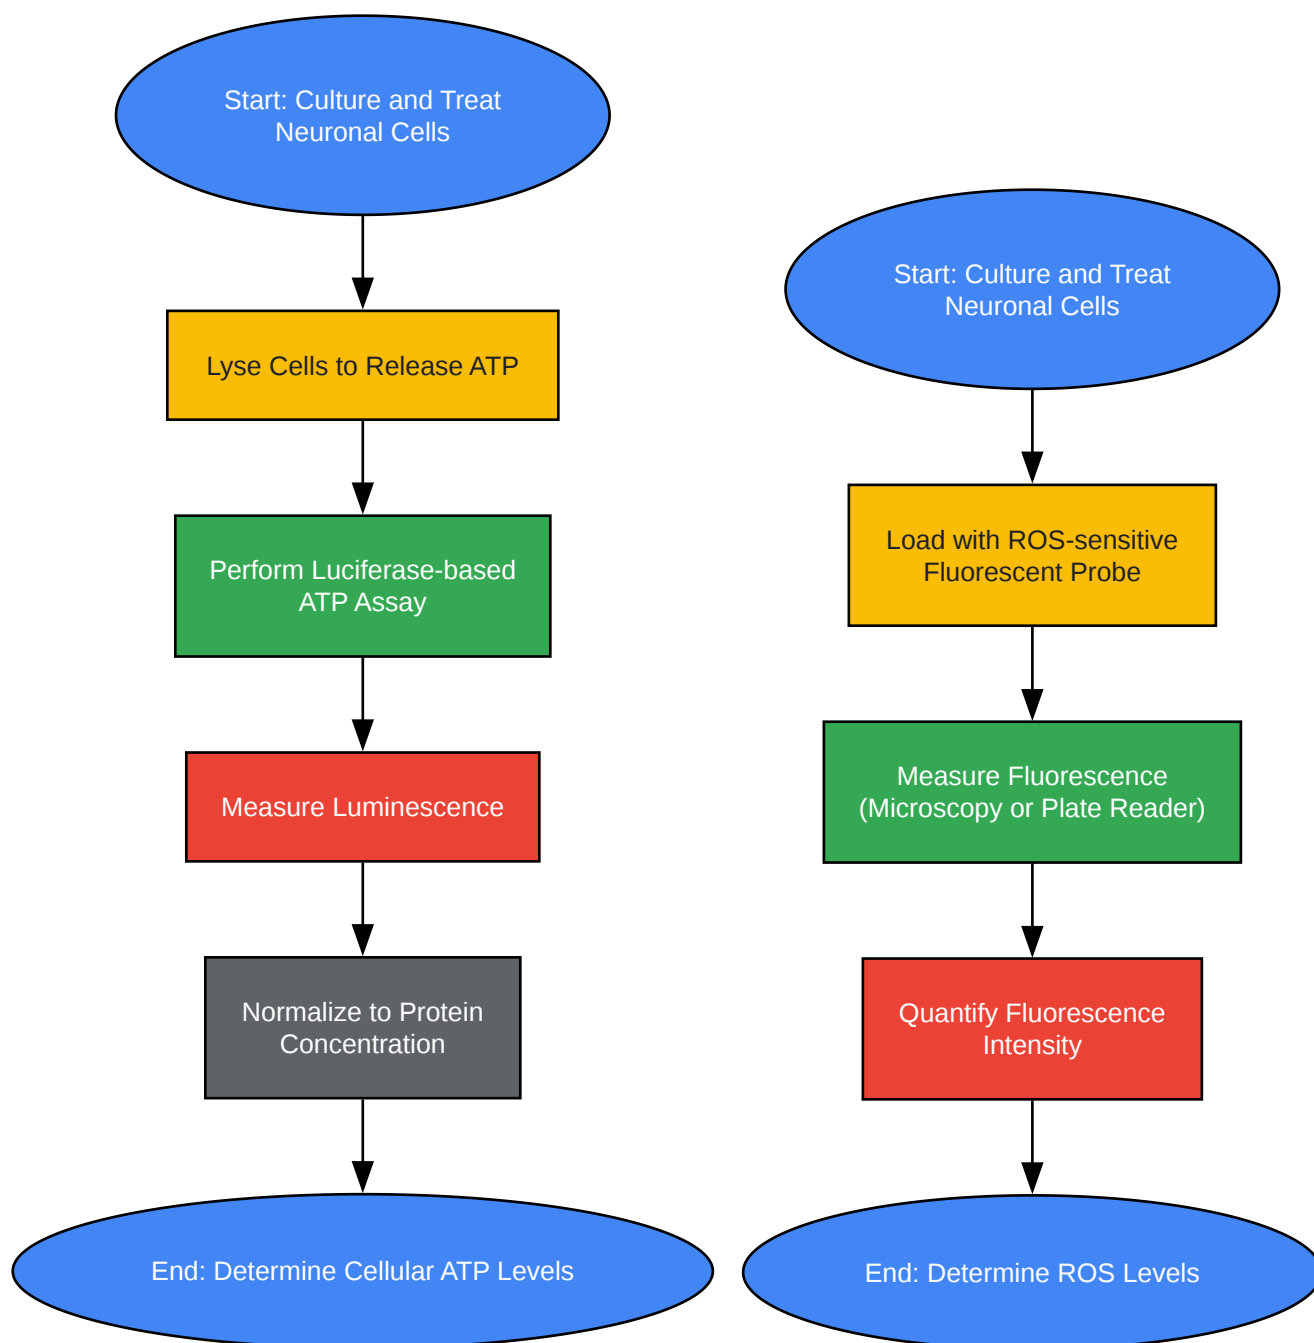 Start: Culture and Treat
Neuronal Cells
Lyse Cells to Release ATP
Perform Luciferase-based
ATP Assay
Measure Luminescence
Normalize to Protein
Concentration
End: Determine Cellular ATP Levels
Start: Culture and Treat
Neuronal Cells
Load with ROS-sensitive
Fluorescent Probe
Measure Fluorescence
(Microscopy or Plate Reader)
Quantify Fluorescence
Intensity
End: Determine ROS Levels